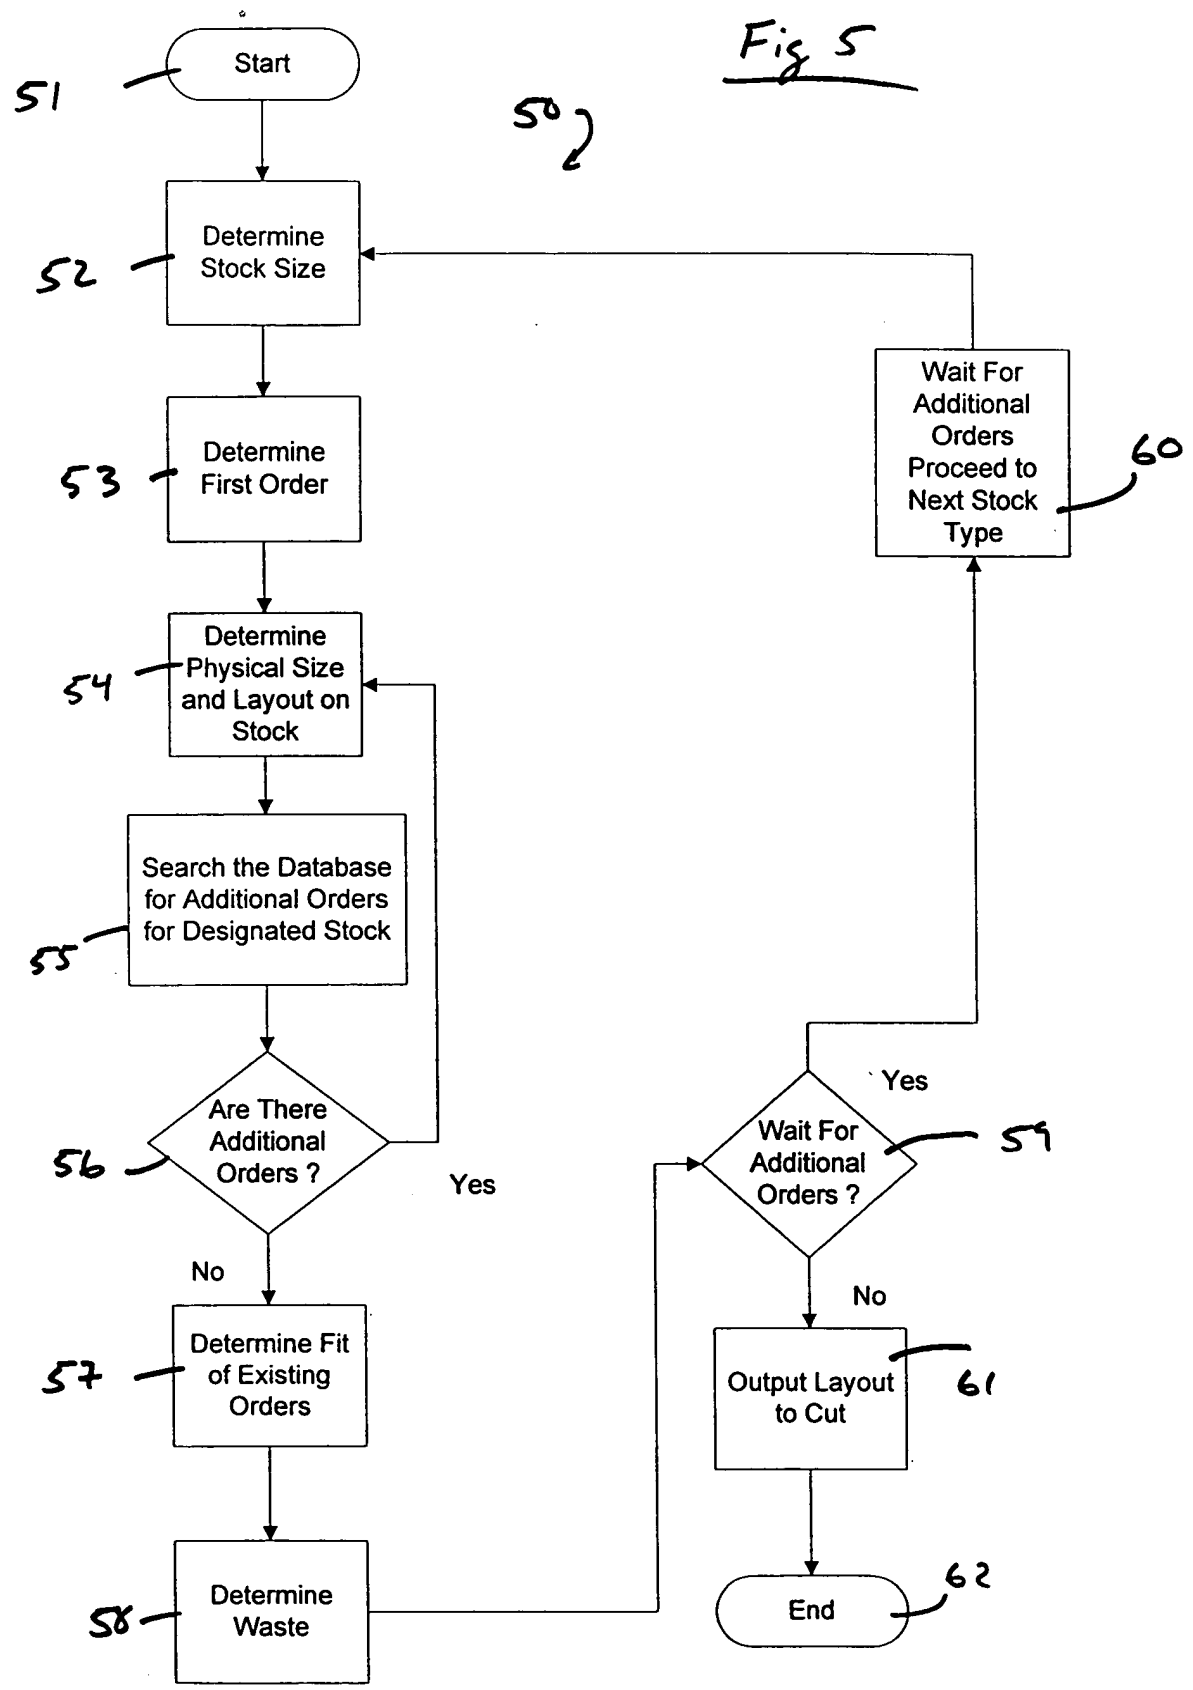 Fig 5
Start
51
50
Determine
Stock Size
52
Determine
First Order
53
Wait For
Additional
Orders
Proceed to
Next Stock
Type
60
Determine
Physical Size
and Layout on
Stock
54
Search the Database
for Additional Orders
for Designated Stock
55
Are There
Additional
Orders ?
56
Yes
No
Determine Fit
of Existing
Orders
57
Determine
Waste
58
Yes
Wait For
Additional
Orders ?
59
No
Output Layout
to Cut
61
End
62